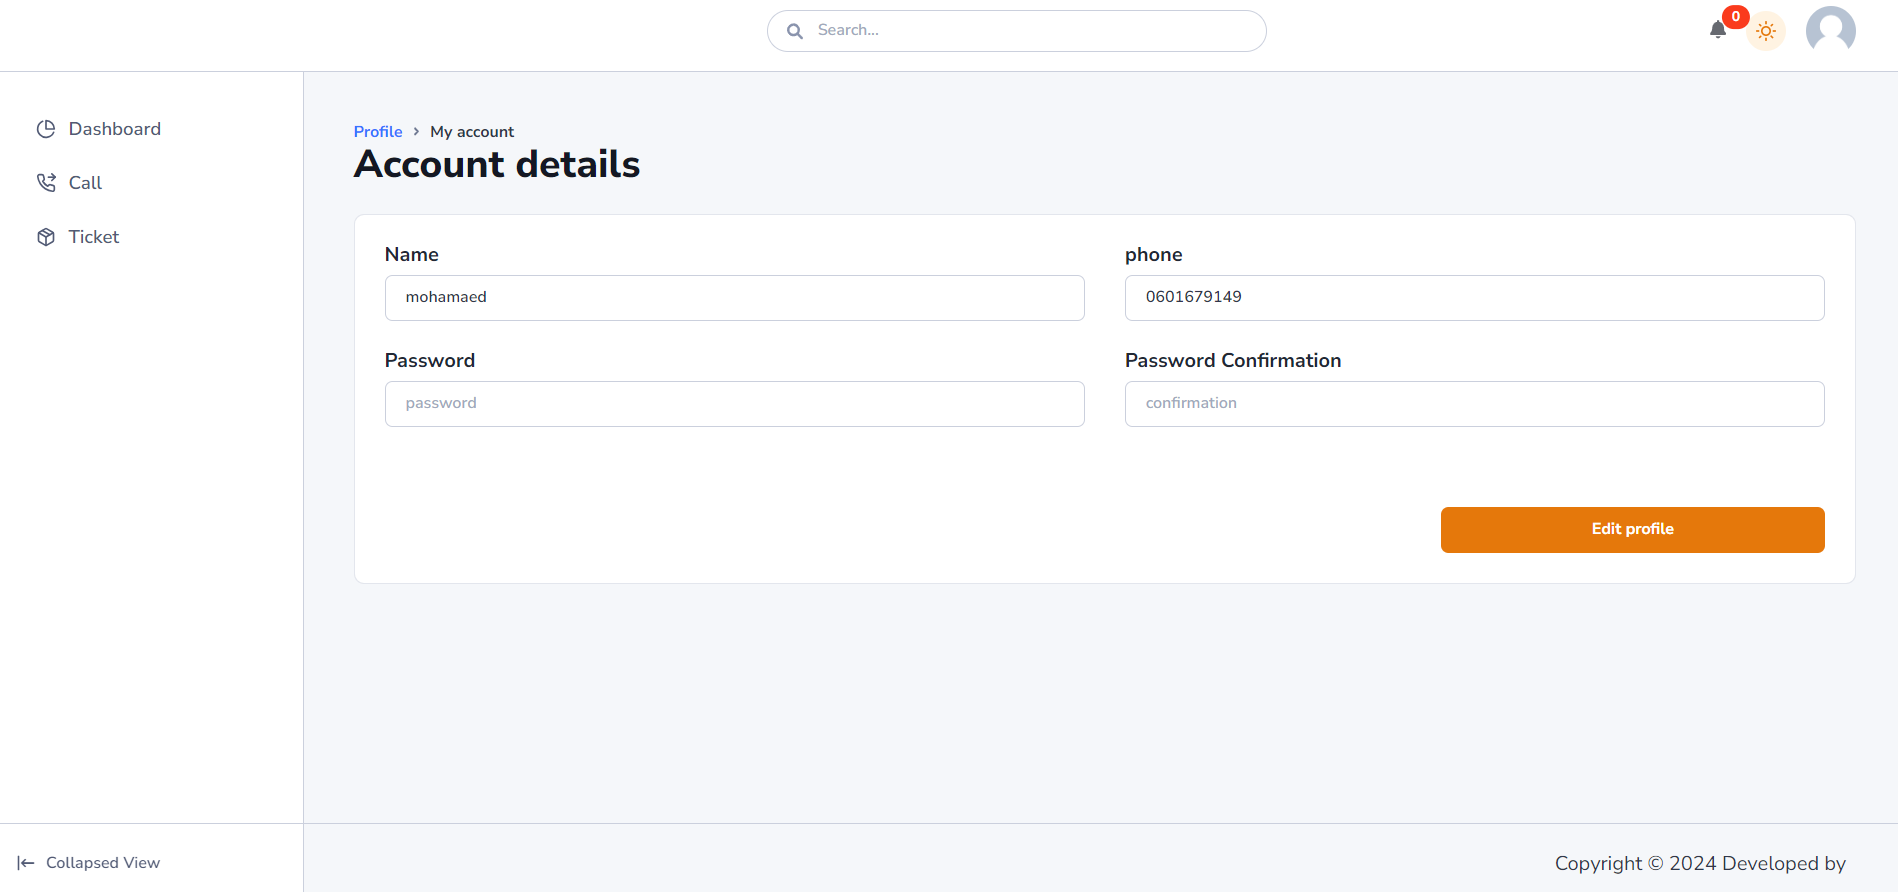 Search...
0
Dashboard
Call
Ticket
Profile > My account
Account details
Name
mohamaed
phone
0601679149
Password
password
Password Confirmation
confirmation
Edit profile
Collapsed View
Copyright © 2024 Developed by